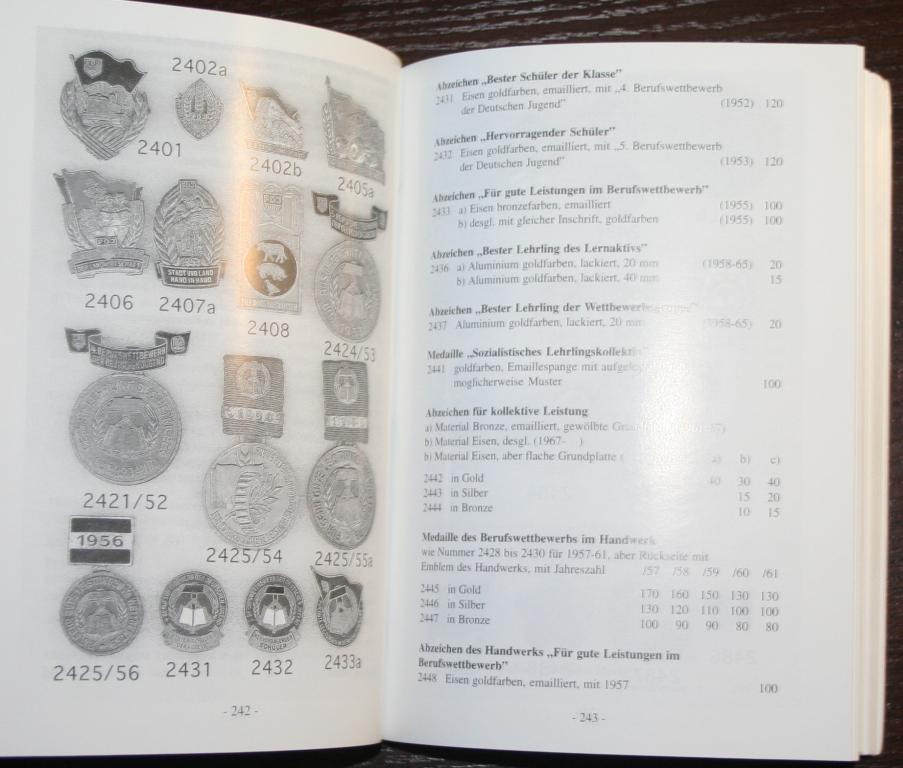 2402a
2401
2402b
2405a
STADT UND LAND
HAND IN HAND
2406
2407a
2408
2424/53
BERUFSWETTBEWERB
2421/52
1956
2425/54
2425/55a
2425/56
2431
2432
2433a
- 242 -
Abzeichen „Bester Schüler der Klasse"
2431 Eisen goldfarben, emailliert, mit „4. Berufswettbewerb
der Deutschen Jugend" (1952) 120
Abzeichen „Hervorragender Schüler"
2432 Eisen goldfarben, emailliert, mit „5. Berufswettbewerb
der Deutschen Jugend" (1953) 120
Abzeichen „Für gute Leistungen im Berufswettbewerb"
2433 a) Eisen bronzefarben, emailliert (1955) 100
b) desgl. mit gleicher Inschrift, goldfarben (1955) 100
Abzeichen „Bester Lehrling des Lernaktivs"
2436 a) Aluminium goldfarben, lackiert, 20 mm (1958-65) 20
b) Aluminium goldfarben, lackiert, 40 mm 15
Abzeichen „Bester Lehrling der
2437 Aluminium goldfarben, lackiert, 20 mm (1958-65) 20
Medaille „Sozialistisches Lehrlingskollektiv"
2441 goldfarben, Emaillespange mit
moglicherweise Muster 100
Abzeichen für kollektive Leistung
a) Material Bronze, emailliert, gewölbte
b) Material Eisen, desgl. (1967- )
b) Material Eisen, aber flache Grundplatte ( a) b) c)
2442 in Gold 40 30 40
2443 in Silber 15 20
2444 in Bronze 10 15
Medaille des Berufswettbewerbs im Handwerk
wie Nummer 2428 bis 2430 für 1957-61, aber Rückseite mit
Emblem des Handwerks, mit Jahreszahl /57 /58 /59 /60 /61
2445 in Gold 170 160 150 130 130
2446 in Silber 130 120 110 100 100
2447 in Bronze 100 90 90 80 80
Abzeichen des Handwerks „Für gute Leistungen im
Berufswettbewerb"
2448 Eisen goldfarben, emailliert, mit 1957 100
- 243 -